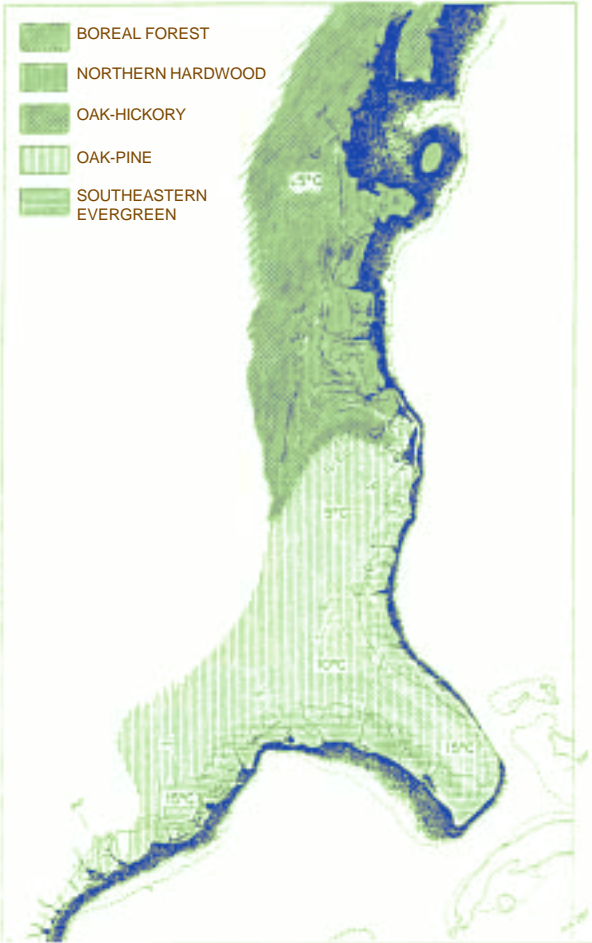 BOREAL FOREST
NORTHERN HARDWOOD
OAK-HICKORY
OAK-PINE
SOUTHEASTERN
EVERGREEN
5°C
10°C
15°C
15°C